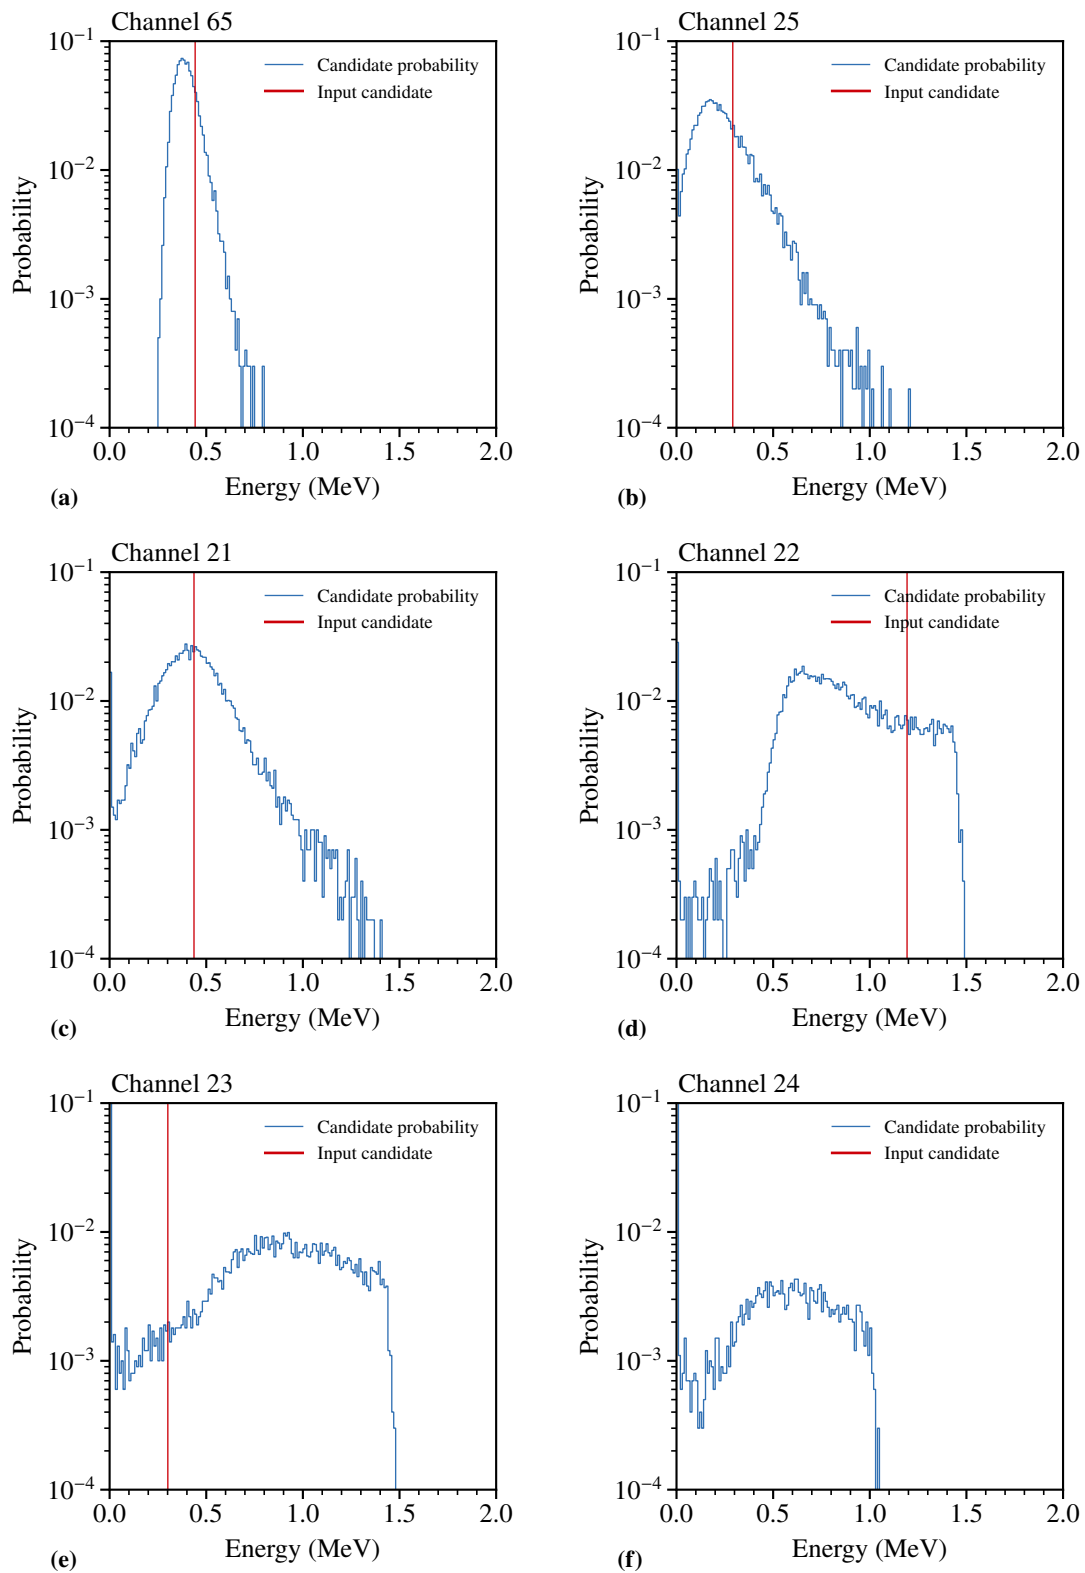 Channel 65
10⁻¹
10⁻²
10⁻³
10⁻⁴
Probability
Candidate probability
Input candidate
0.0 0.5 1.0 1.5 2.0
Energy (MeV)
(a)
Channel 25
10⁻¹
10⁻²
10⁻³
10⁻⁴
Probability
Candidate probability
Input candidate
0.0 0.5 1.0 1.5 2.0
Energy (MeV)
(b)
Channel 21
10⁻¹
10⁻²
10⁻³
10⁻⁴
Probability
Candidate probability
Input candidate
0.0 0.5 1.0 1.5 2.0
Energy (MeV)
(c)
Channel 22
10⁻¹
10⁻²
10⁻³
10⁻⁴
Probability
Candidate probability
Input candidate
0.0 0.5 1.0 1.5 2.0
Energy (MeV)
(d)
Channel 23
10⁻¹
10⁻²
10⁻³
10⁻⁴
Probability
Candidate probability
Input candidate
0.0 0.5 1.0 1.5 2.0
Energy (MeV)
(e)
Channel 24
10⁻¹
10⁻²
10⁻³
10⁻⁴
Probability
Candidate probability
Input candidate
0.0 0.5 1.0 1.5 2.0
Energy (MeV)
(f)